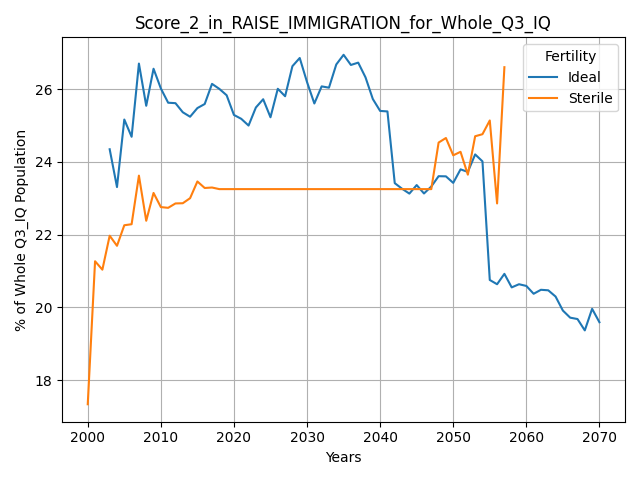 Score_2_in_RAISE_IMMIGRATION_for_Whole_Q3_IQ
Fertility
Ideal
Sterile
% of Whole Q3_IQ Population
26
24
22
20
18
2000 2010 2020 2030 2040 2050 2060 2070
Years